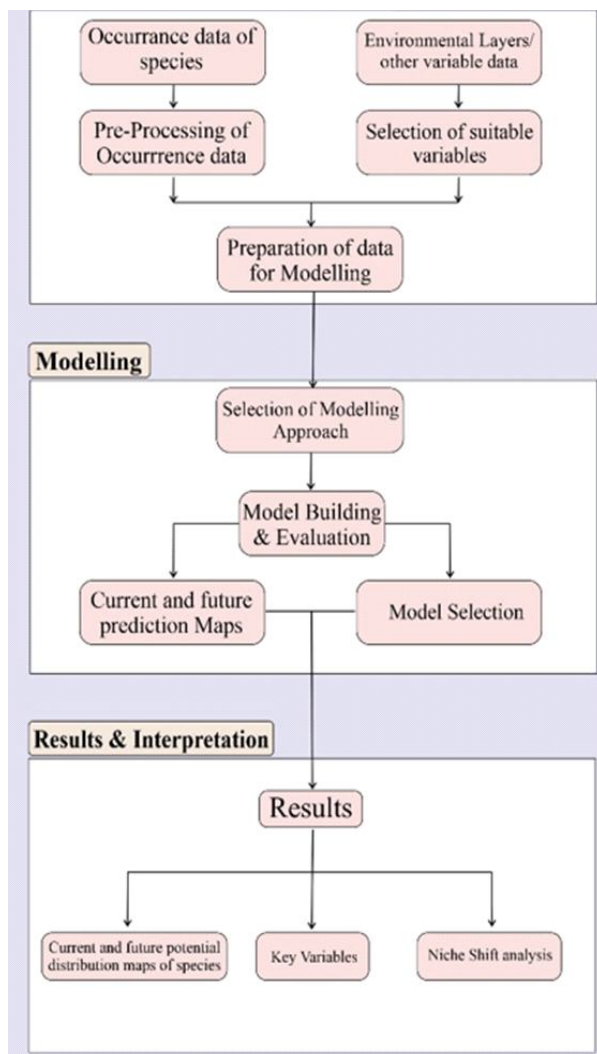 Occurrance data of
species
Environmental Layers/
other variable data
Pre-Processing of
Occurrrence data
Selection of suitable
variables
Preparation of data
for Modelling
Modelling
Selection of Modelling
Approach
Model Building
& Evaluation
Current and future
prediction Maps
Model Selection
Results & Interpretation
Results
Current and future potential
distribution maps of species
Key Variables
Niche Shift analysis